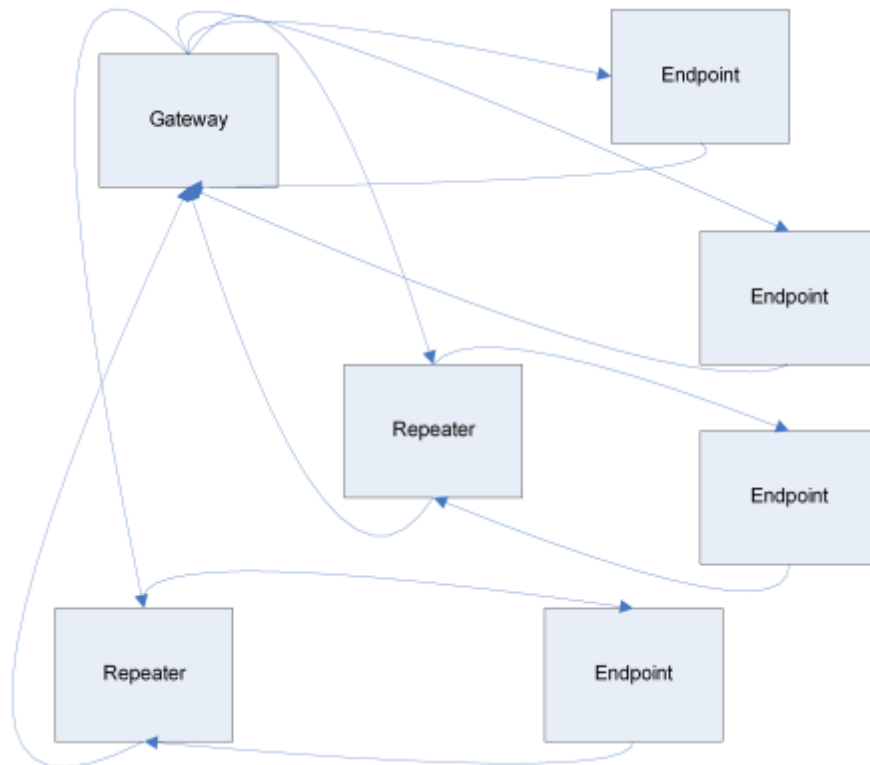 Endpoint
Gateway
Endpoint
Repeater
Endpoint
Repeater
Endpoint